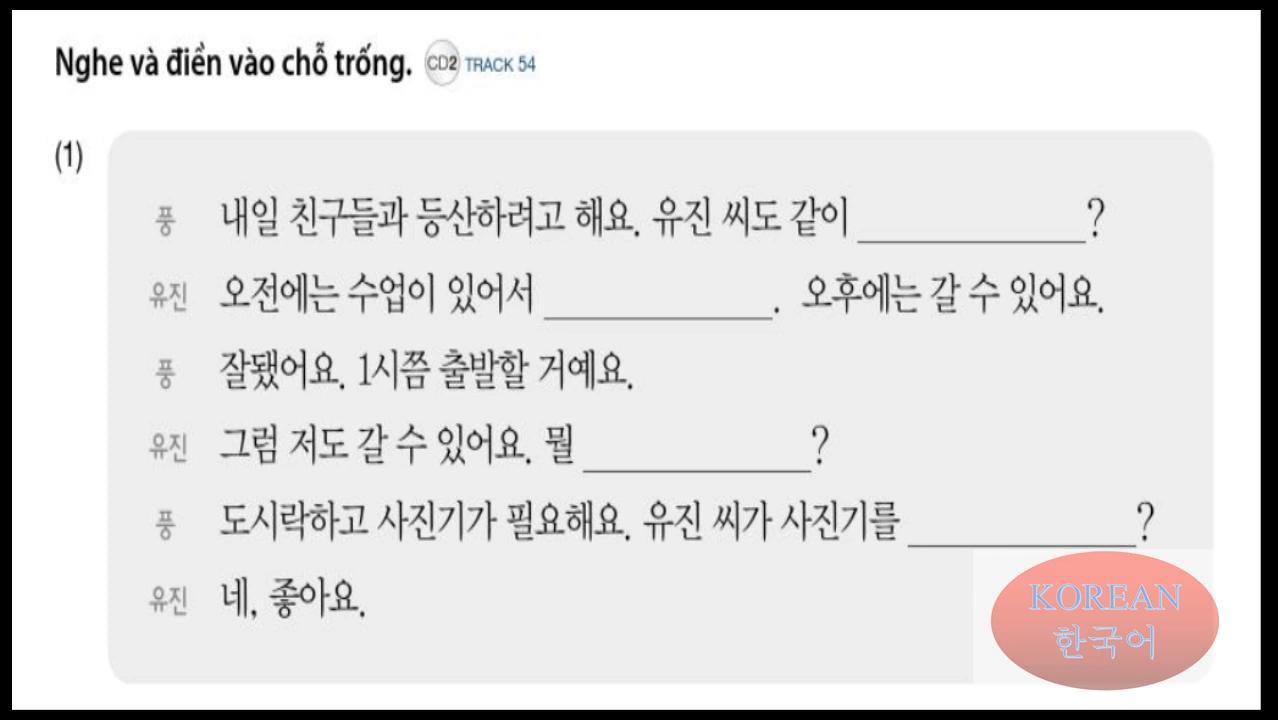 Nghe và điền vào chỗ trống. CD2 TRACK 54
(1)
풍 내일 친구들과 등산하려고 해요. 유진 씨도 같이 ____________?
유진 오전에는 수업이 있어서 ____________. 오후에는 갈 수 있어요.
풍 잘됐어요. 1시쯤 출발할 거예요.
유진 그럼 저도 갈 수 있어요. 뭘 ____________?
풍 도시락하고 사진기가 필요해요. 유진 씨가 사진기를 ____________?
유진 네, 좋아요.
KOREAN
한국어